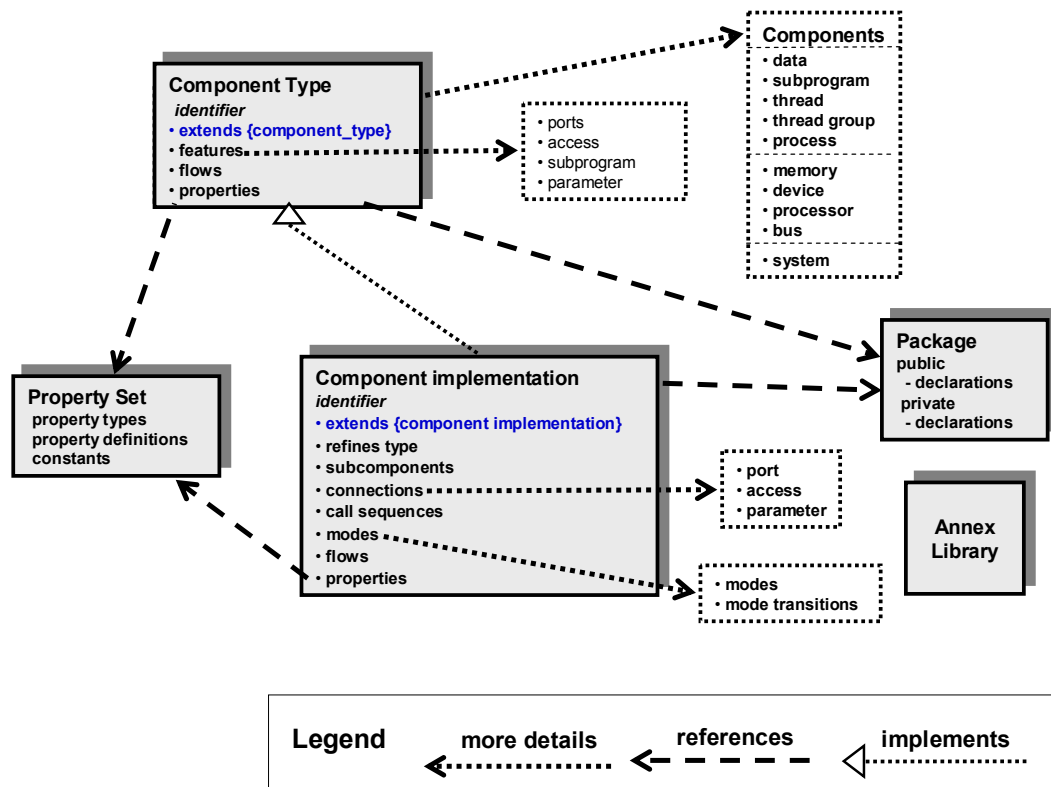 Component Type
identifier
• extends {component_type}
• features
• flows
• properties
• ports
• access
• subprogram
• parameter
Components
• data
• subprogram
• thread
• thread group
• process
• memory
• device
• processor
• bus
• system
Property Set
property types
property definitions
constants
Component implementation
identifier
• extends {component implementation}
• refines type
• subcomponents
• connections
• call sequences
• modes
• flows
• properties
Package
public
- declarations
private
- declarations
• port
• access
• parameter
• modes
• mode transitions
Annex
Library
Legend
more details
references
implements